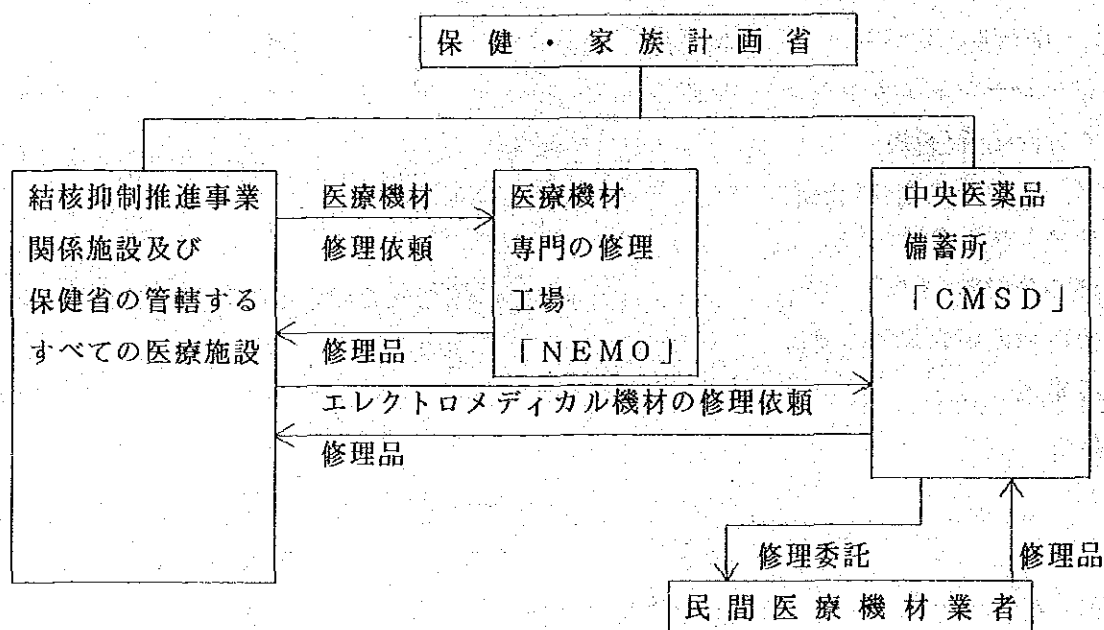 保健・家族計画省
結核抑制推進事業
関係施設及び
保健省の管轄する
すべての医療施設
医療機材
修理依頼
修理品
医療機材
専門の修理
工場
「NEMO」
エレクトロメディカル機材の修理依頼
修理品
中央医薬品
備蓄所
「CMSD」
修理委託
修理品
民間医療機材業者